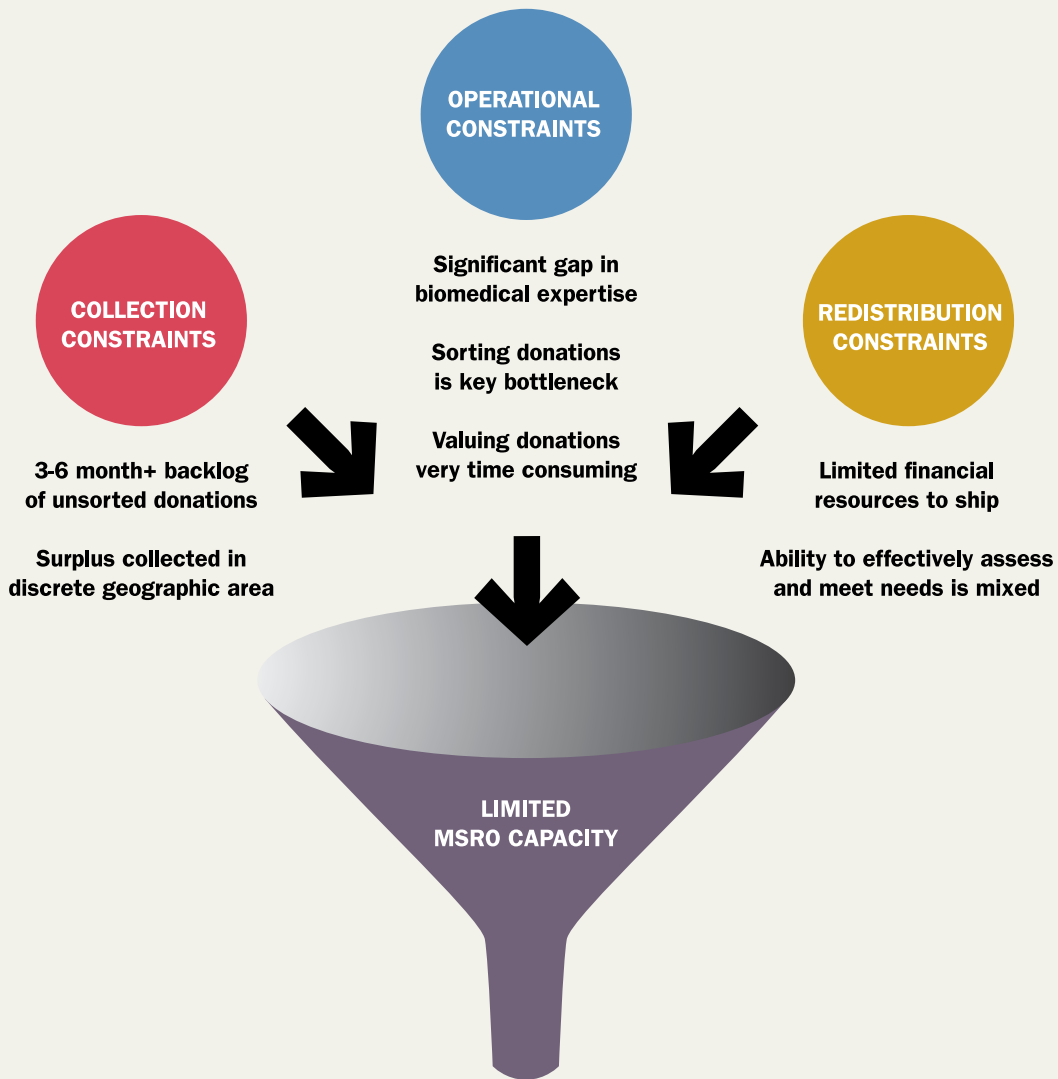 OPERATIONAL
CONSTRAINTS
Significant gap in
biomedical expertise
Sorting donations
is key bottleneck
Valuing donations
very time consuming
COLLECTION
CONSTRAINTS
3-6 month+ backlog
of unsorted donations
Surplus collected in
discrete geographic area
REDISTRIBUTION
CONSTRAINTS
Limited financial
resources to ship
Ability to effectively assess
and meet needs is mixed
LIMITED
MSRO CAPACITY